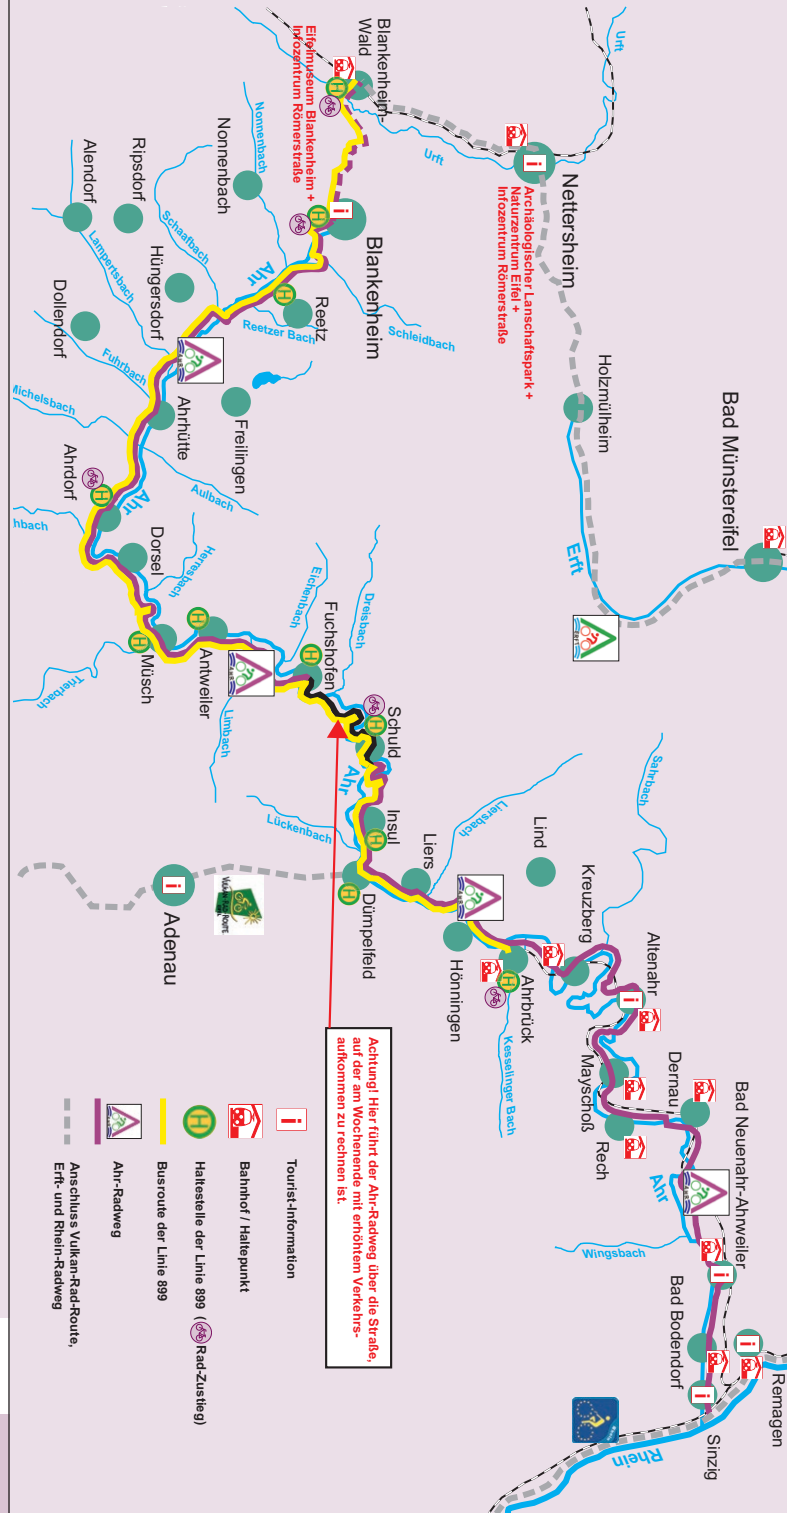 Blankenheim-
Wald
Eifelmuseum Blankenheim +
Infozentrum Römerstraße
Urft
Urft
Nettersheim
Archäologischer Lanschaftspark +
Naturzentrum Eifel +
Infozentrum Römerstraße
Holzmülheim
Erft
Bad Münstereifel
Blankenheim
Nonnenbach
Nonnenbach
Ripsdorf
Alendorf
Schaafbach
Lampertsbach
Hüngersdorf
Dollendorf
Ahr
Reetz
Reetzer Bach
Schleidbach
Fuhrbach
Michelsbach
Ahrhütte
Freilingen
Aulbach
Ahrdorf
Ahr
hbach
Dorsel
Herresbach
Müsch
Trierbach
Antweiler
Eichenbach
Fuchshofen
Limbach
Dreisbach
Schuld
Ahr
Insul
Lückenbach
Liers
Liersbach
Dümpelfeld
Adenau
VULKAN-RAD-ROUTE
Hönningen
Ahrbrück
Kesselinger Bach
Lind
Kreuzberg
Sahrbach
Altenahr
Mayschoß
Rech
Dernau
Ahr
Bad Neuenahr-Ahrweiler
Wingsbach
Bad Bodendorf
Sinzig
Remagen
Rhein
Achtung! Hier führt der Ahr-Radweg über die Straße,
auf der am Wochenende mit erhöhtem Verkehrs-
aufkommen zu rechnen ist.
Tourist-Information
Bahnhof / Haltepunkt
Haltestelle der Linie 899 (Rad-Zustieg)
Busroute der Linie 899
Ahr-Radweg
Anschluss Vulkan-Rad-Route,
Erft- und Rhein-Radweg